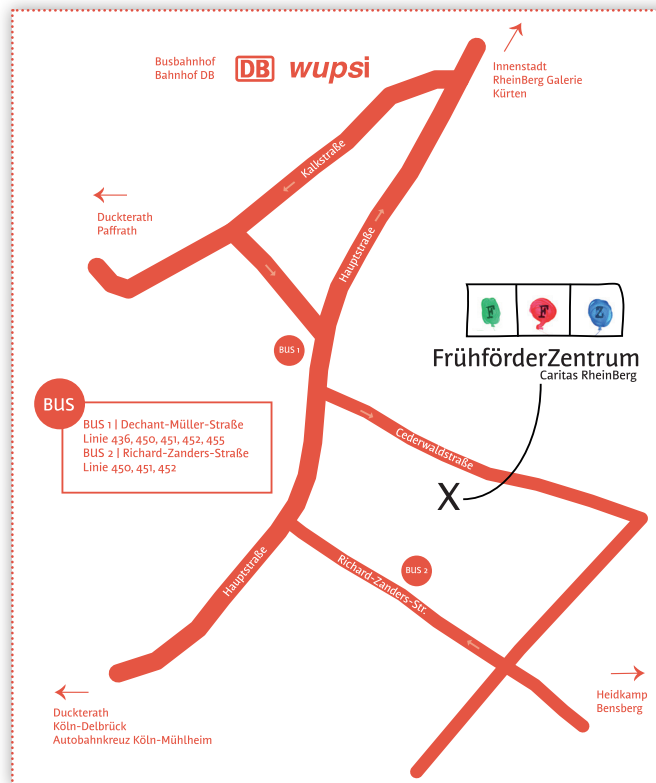 Busbahnhof
Bahnhof DB
DB
wupsi
Innenstadt
RheinBerg Galerie
Kürten
Kalkstraße
Duckterath
Paffrath
Hauptstraße
F F Z
FrühförderZentrum
Caritas RheinBerg
BUS 1
BUS
BUS 1 | Dechant-Müller-Straße
Linie 436, 450, 451, 452, 455
BUS 2 | Richard-Zanders-Straße
Linie 450, 451, 452
Cederwaldstraße
X
Hauptstraße
BUS 2
Richard-Zanders-Str.
Heidkamp
Bensberg
Duckterath
Köln-Delbrück
Autobahnkreuz Köln-Mühlheim